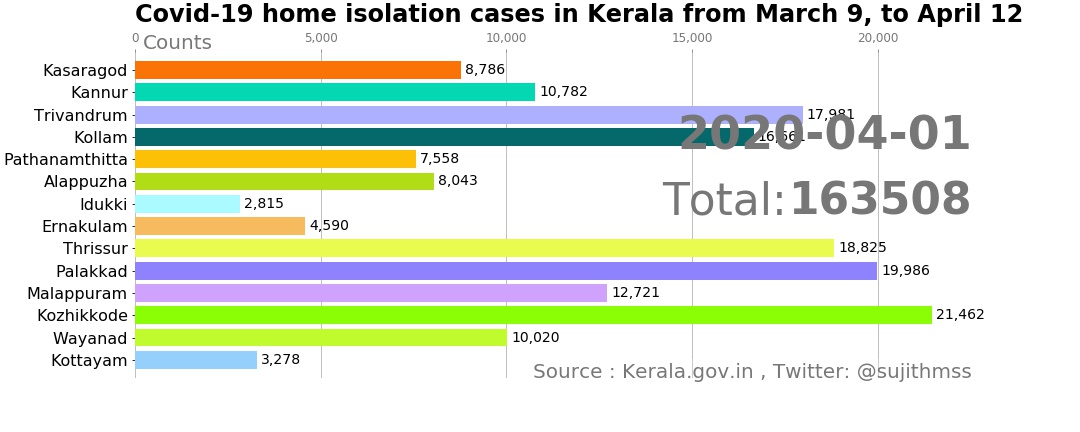 Covid-19 home isolation cases in Kerala from March 9, to April 12
0 5,000 10,000 15,000 20,000
Counts
Kasaragod 8,786
Kannur 10,782
Trivandrum 17,981
2020-04-01
Kollam
Pathanamthitta 7,558
Alappuzha 8,043
Total:163508
Idukki 2,815
Ernakulam 4,590
Thrissur 18,825
Palakkad 19,986
Malappuram 12,721
Kozhikkode 21,462
Wayanad 10,020
Kottayam 3,278
Source : Kerala.gov.in , Twitter: @sujithmss